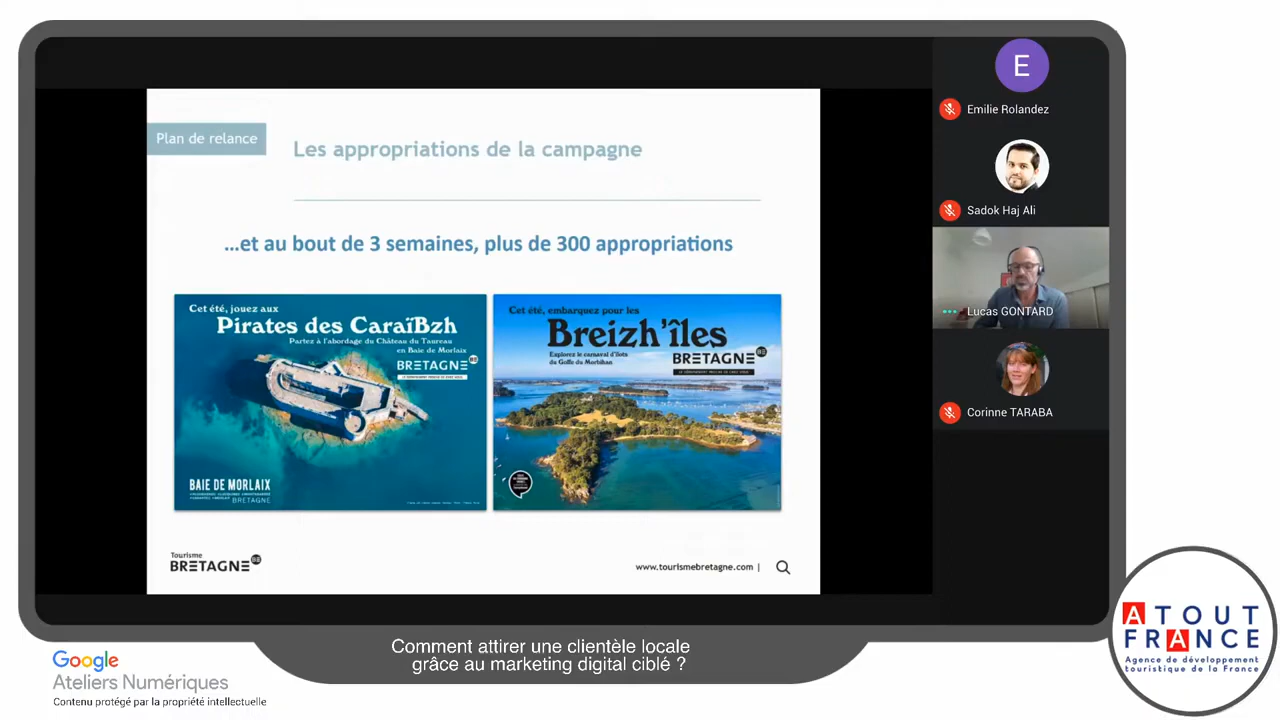 Plan de relance
Les appropriations de la campagne
...et au bout de 3 semaines, plus de 300 appropriations
Cet été, jouez aux
Pirates des CaraïBzh
Partez à l'abordage du Château du Taureau
en Baie de Morlaix
BRETAGNE
BAIE DE MORLAIX
BRETAGNE
Cet été, embarquez pour les
Breizh'îles
Explorez le carnaval d'îlots
du Golfe du Morbihan
BRETAGNE
Tourisme
BRETAGNE
www.tourismebretagne.com |
E
Emilie Rolandez
Sadok Haj Ali
Lucas GONTARD
Corinne TARABA
Comment attirer une clientèle locale
grâce au marketing digital ciblé ?
Google
Ateliers Numériques
Contenu protégé par la propriété intellectuelle
ATOUT
FRANCE
Agence de développement
touristique de la France